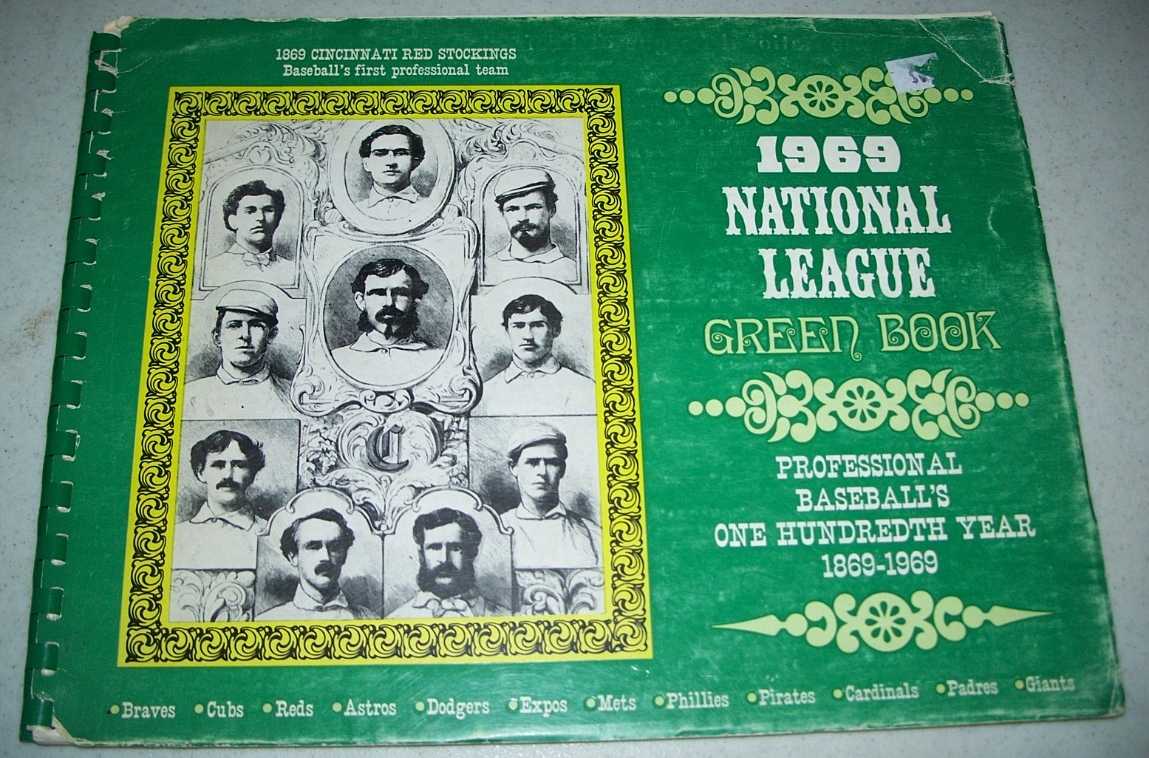 1869 CINCINNATI RED STOCKINGS
Baseball's first professional team
C
1969
NATIONAL
LEAGUE
GREEN BOOK
PROFESSIONAL
BASEBALL'S
ONE HUNDREDTH YEAR
1869-1969
•Braves •Cubs •Reds •Astros •Dodgers •Expos •Mets •Phillies •Pirates •Cardinals •Padres •Giants